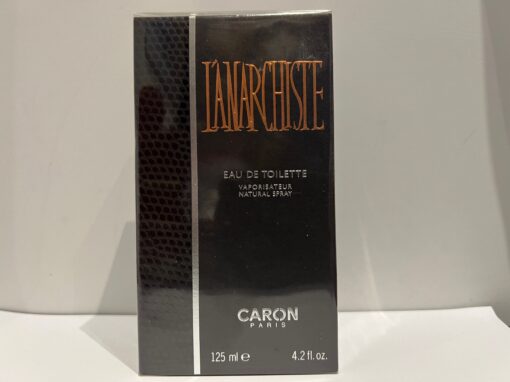 L'ANARCHISTE
EAU DE TOILETTE
VAPORISATEUR
NATURAL SPRAY
CARON
PARIS
125 ml ℮ 4.2 fl. oz.